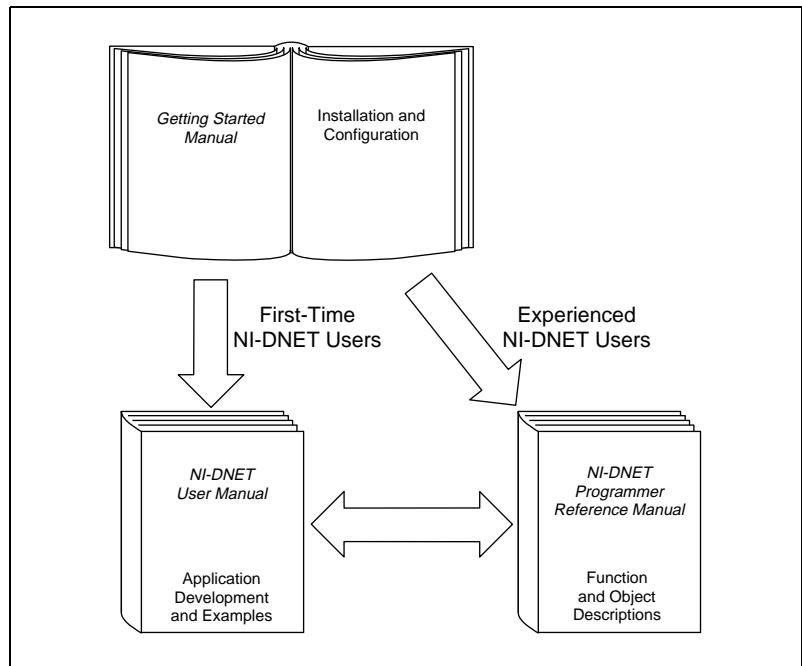 Getting Started
Manual
Installation and
Configuration
First-Time
NI-DNET Users
Experienced
NI-DNET Users
NI-DNET
User Manual
Application
Development
and Examples
NI-DNET
Programmer
Reference Manual
Function
and Object
Descriptions